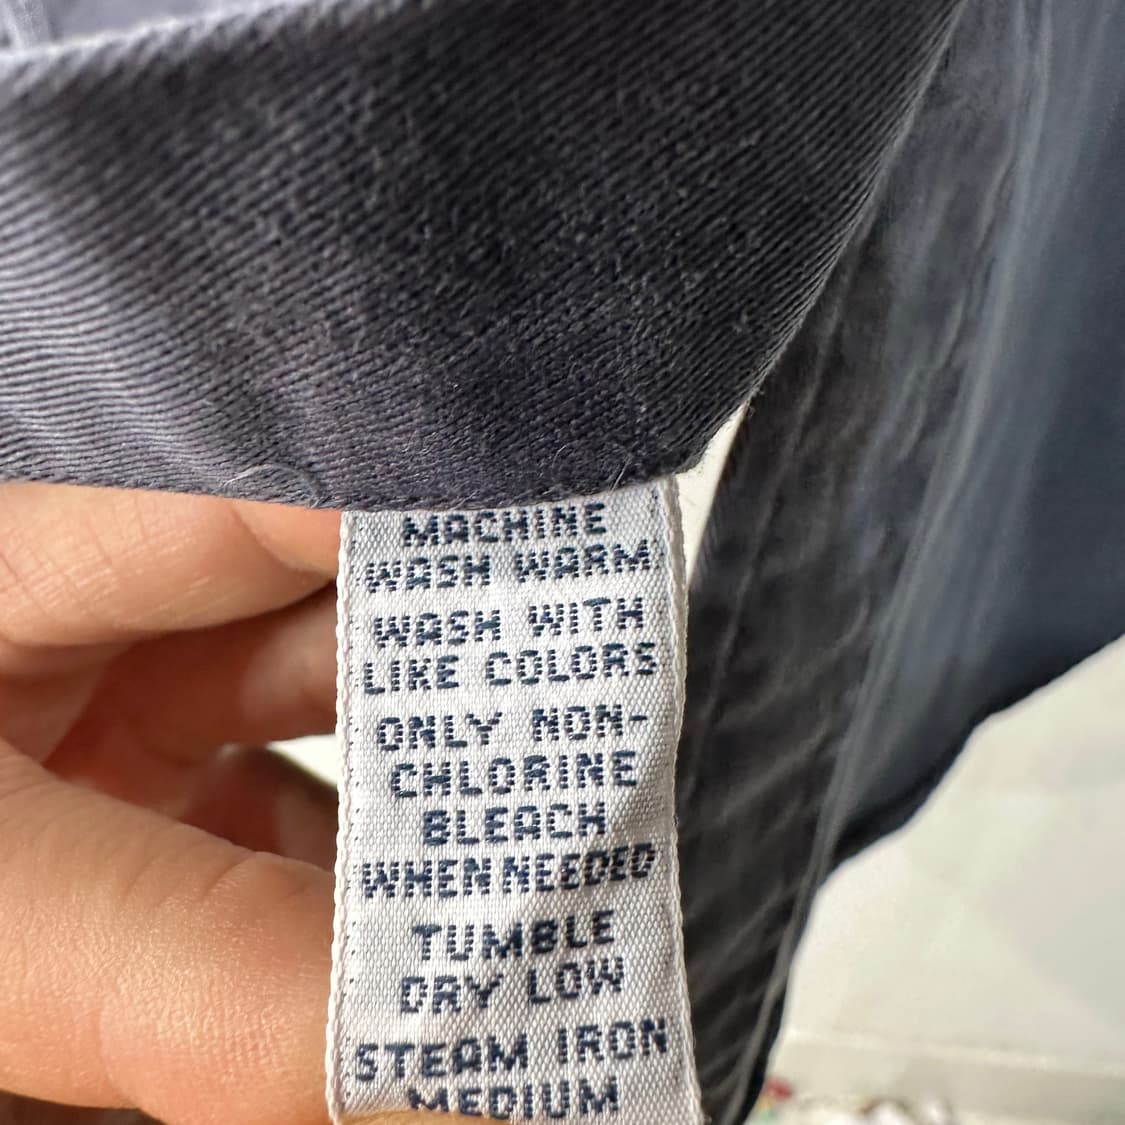 MACHINE
WASH WARM
WASH WITH
LIKE COLORS
ONLY NON-
CHLORINE
BLEACH
WHEN NEEDED
TUMBLE
DRY LOW
STEAM IRON
MEDIUM